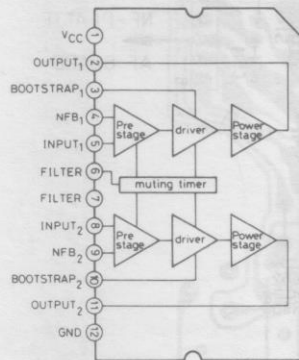 VCC 1
OUTPUT1 2
BOOTSTRAP1 3
NFB1 4
INPUT1 5
FILTER 6
FILTER 7
INPUT2 8
NFB2 9
BOOTSTRAP2 10
OUTPUT2 11
GND 12
Pre stage
driver
Power stage
muting timer
Pre stage
driver
Power stage